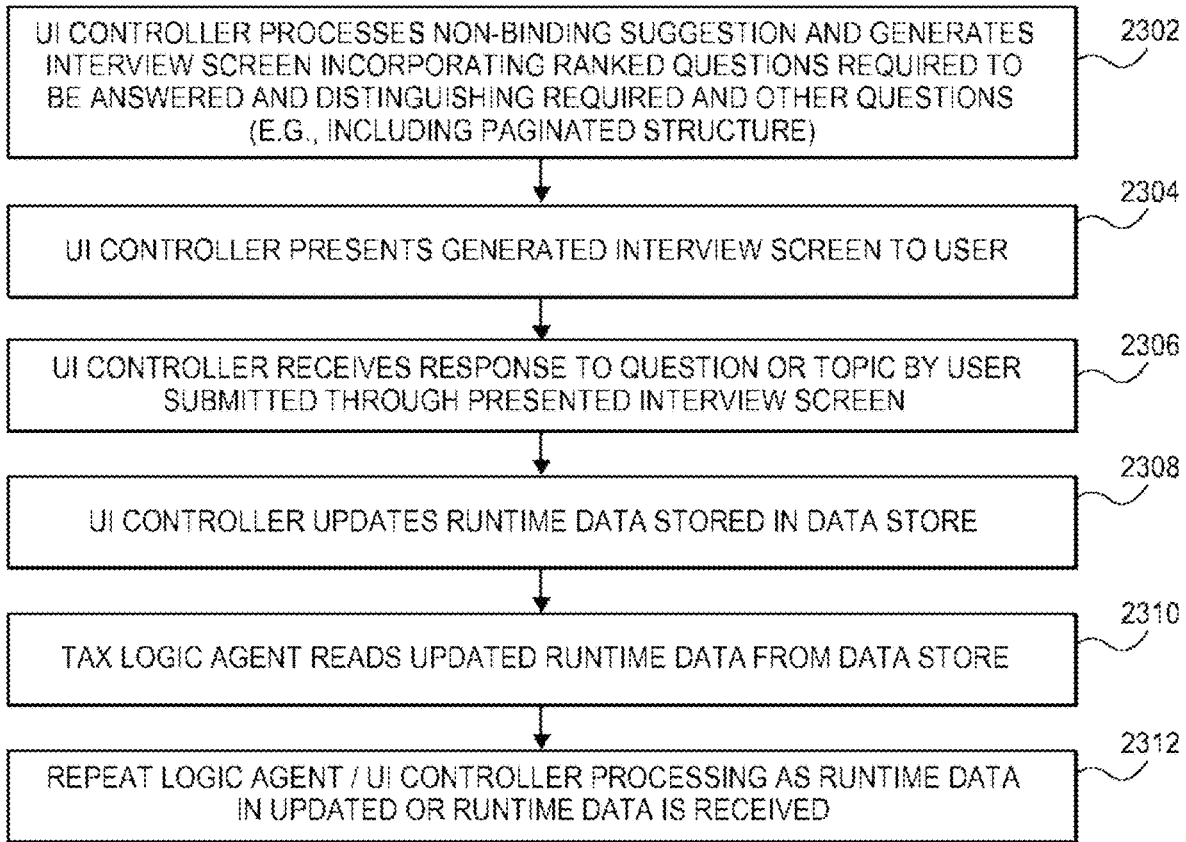 UI CONTROLLER PROCESSES NON-BINDING SUGGESTION AND GENERATES
INTERVIEW SCREEN INCORPORATING RANKED QUESTIONS REQUIRED TO
BE ANSWERED AND DISTINGUISHING REQUIRED AND OTHER QUESTIONS
(E.G., INCLUDING PAGINATED STRUCTURE)
2302
UI CONTROLLER PRESENTS GENERATED INTERVIEW SCREEN TO USER
2304
UI CONTROLLER RECEIVES RESPONSE TO QUESTION OR TOPIC BY USER
SUBMITTED THROUGH PRESENTED INTERVIEW SCREEN
2306
UI CONTROLLER UPDATES RUNTIME DATA STORED IN DATA STORE
2308
TAX LOGIC AGENT READS UPDATED RUNTIME DATA FROM DATA STORE
2310
REPEAT LOGIC AGENT / UI CONTROLLER PROCESSING AS RUNTIME DATA
IN UPDATED OR RUNTIME DATA IS RECEIVED
2312